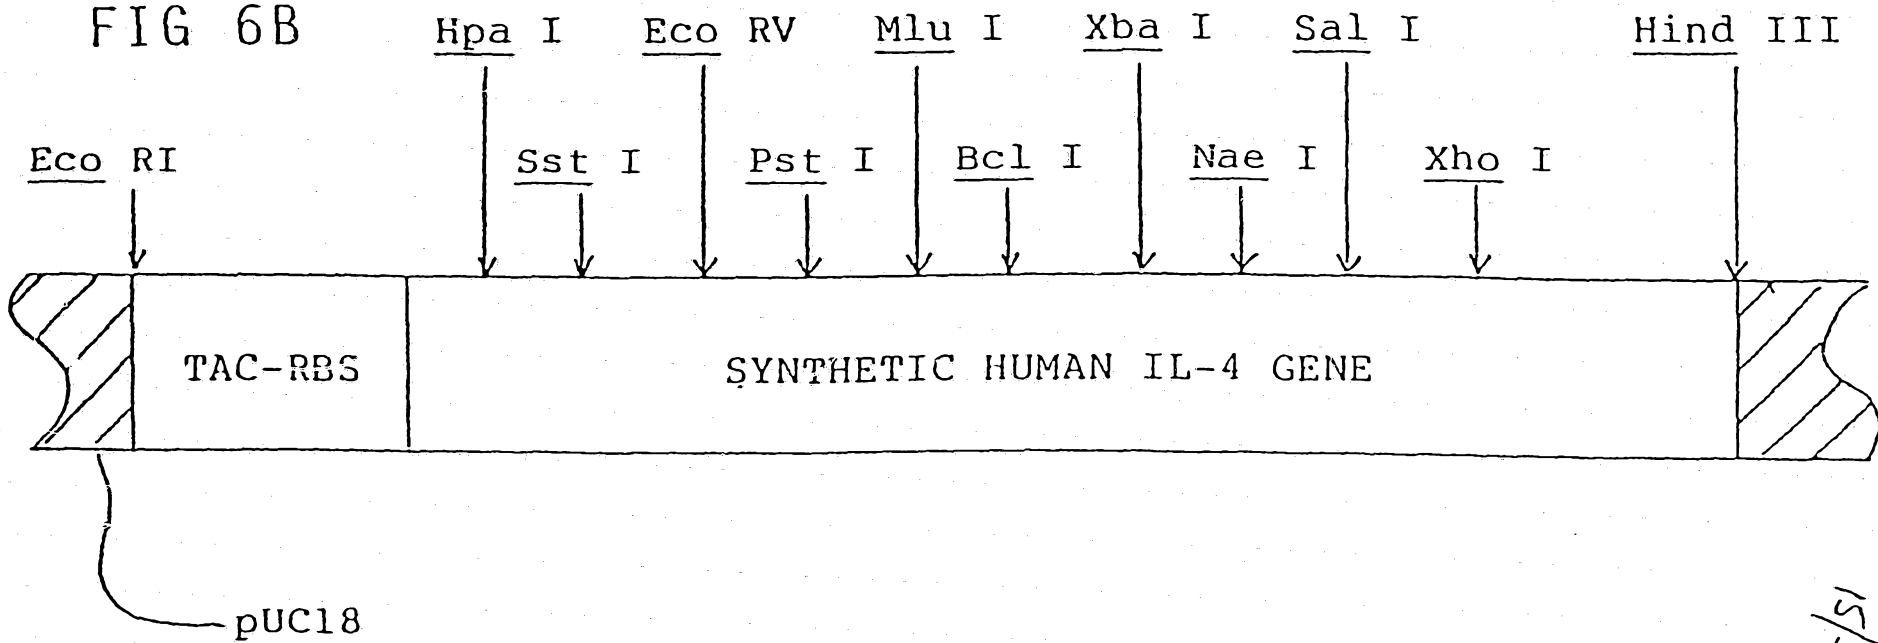 FIG 6B
Hpa I Eco RV Mlu I Xba I Sal I Hind III
Eco RI Sst I Pst I Bcl I Nae I Xho I
TAC-RBS SYNTHETIC HUMAN IL-4 GENE
pUC18